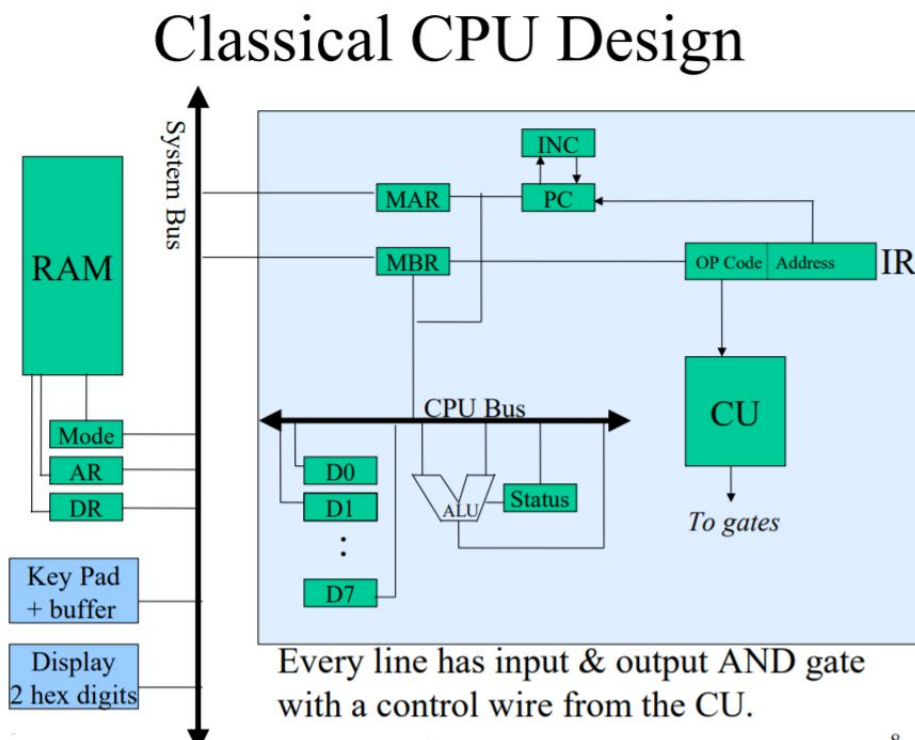 Classical CPU Design
System Bus
RAM
Mode
AR
DR
Key Pad
+ buffer
Display
2 hex digits
INC
MAR
PC
MBR
OP Code
Address
IR
CU
To gates
CPU Bus
D0
D1
:
D7
ALU
Status
Every line has input & output AND gate
with a control wire from the CU.